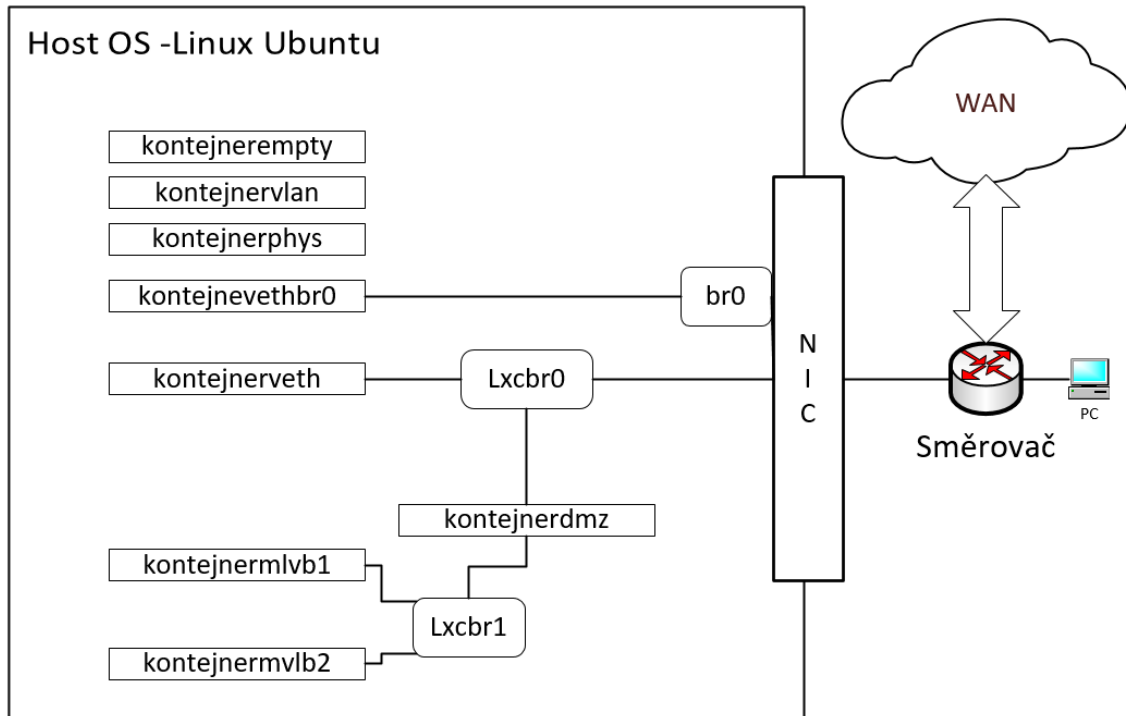 Host OS -Linux Ubuntu
WAN
kontejnerempty
kontejnervlan
kontejnerphys
kontejnevethbr0
br0
kontejnerveth
Lxcbr0
N
I
C
PC
Směrovač
kontejnerdmz
kontejnermlvb1
Lxcbr1
kontejnermvlb2